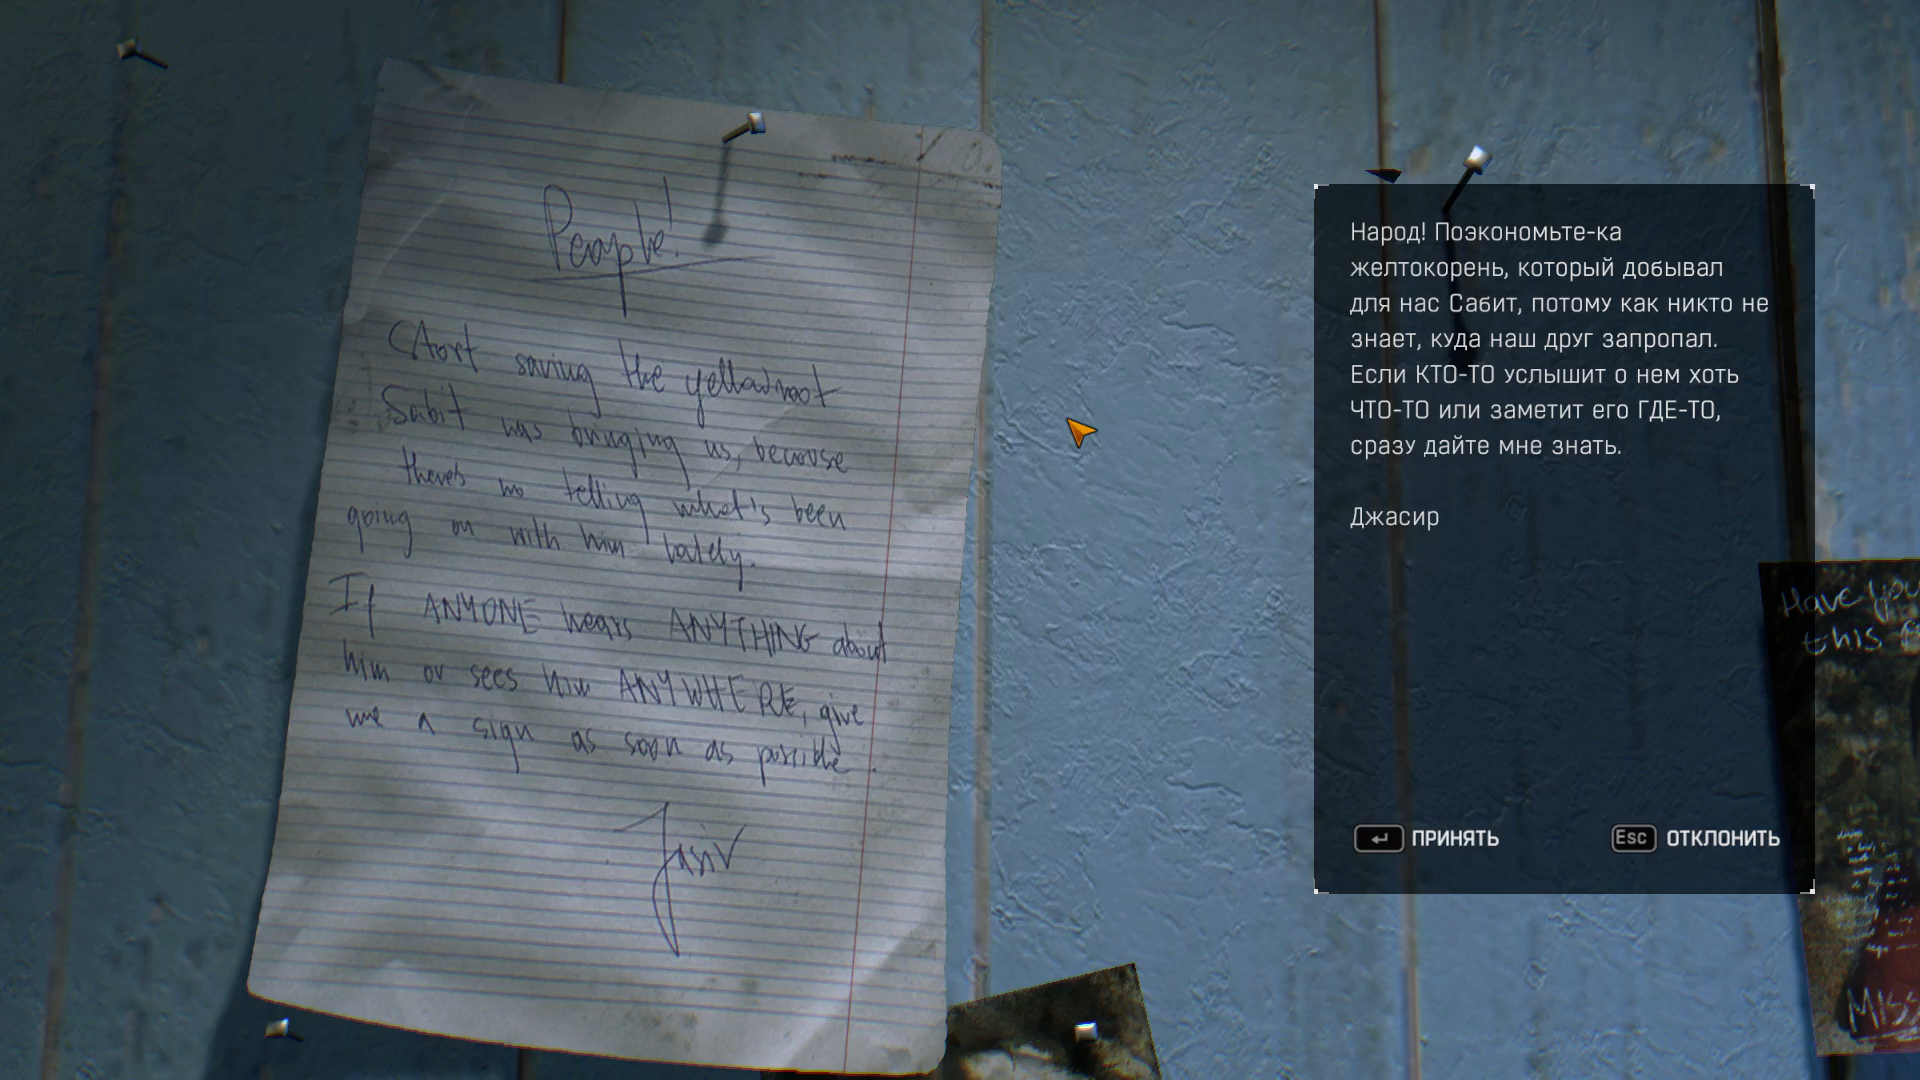 People!
Start saving the yellowroot
Sabit was bringing us, because
there's no telling what's been
going on with him lately.
If ANYONE hears ANYTHING about
him or sees him ANYWHERE, give
me a sign as soon as possible.
Jasir
Народ! Поэкономьте-ка
желтокорень, который добывал
для нас Сабит, потому как никто не
знает, куда наш друг запропал.
Если КТО-ТО услышит о нем хоть
ЧТО-ТО или заметит его ГДЕ-ТО,
сразу дайте мне знать.
Джасир
ПРИНЯТЬ
Esc ОТКЛОНИТЬ
Have you
this